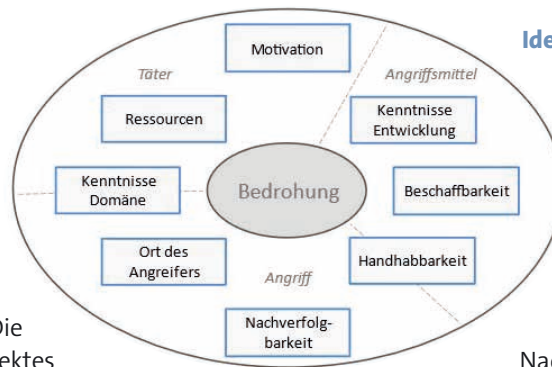 Motivation
Ide
Täter
Angriffsmittel
Ressourcen
Kenntnisse
Entwicklung
Kenntnisse
Domäne
Bedrohung
Beschaffbarkeit
Ort des
Angreifers
Angriff
Handhabbarkeit
Nachverfolg-
barkeit
Die
ektes
Nac